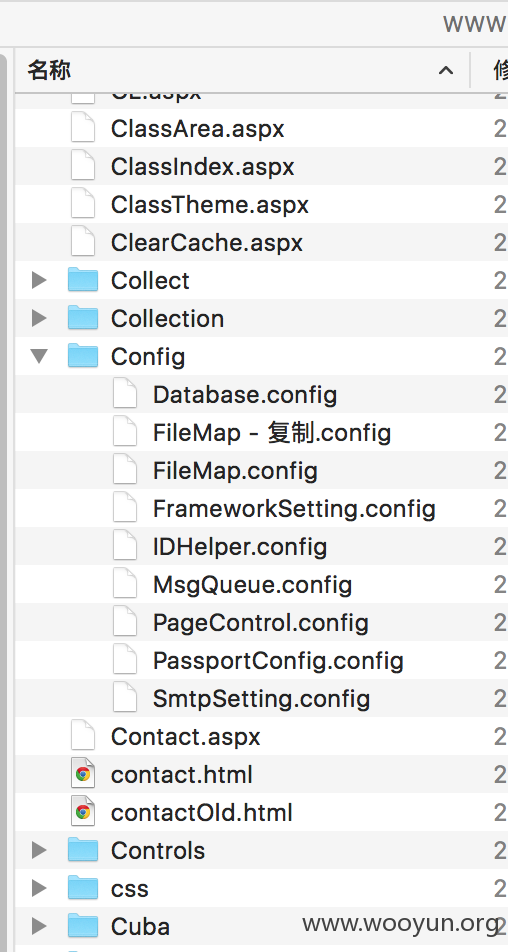 WWW
名称 修
CE.aspx 2
ClassArea.aspx 2
ClassIndex.aspx 2
ClassTheme.aspx 2
ClearCache.aspx 2
Collect 2
Collection 2
Config 2
Database.config 2
FileMap - 复制.config 2
FileMap.config 2
FrameworkSetting.config 2
IDHelper.config 2
MsgQueue.config 2
PageControl.config 2
PassportConfig.config 2
SmtpSetting.config 2
Contact.aspx 2
contact.html 2
contactOld.html 2
Controls 2
css 2
Cuba 2
www.wooyun.org